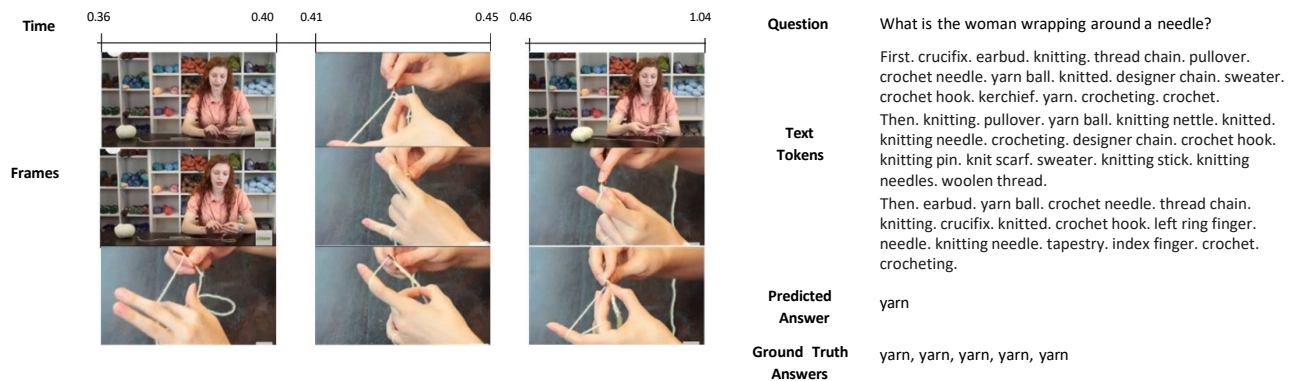 Time
0.36
0.40
0.41
0.45
0.46
1.04
Frames
Question
What is the woman wrapping around a needle?
Text
Tokens
First. crucifix. earbud. knitting. thread chain. pullover.
crochet needle. yarn ball. knitted. designer chain. sweater.
crochet hook. kerchief. yarn. crocheting. crochet.
Then. knitting. pullover. yarn ball. knitting nettle. knitted.
knitting needle. crocheting. designer chain. crochet hook.
knitting pin. knit scarf. sweater. knitting stick. knitting
needles. woolen thread.
Then. earbud. yarn ball. crochet needle. thread chain.
knitting. crucifix. knitted. crochet hook. left ring finger.
needle. knitting needle. tapestry. index finger. crochet.
crocheting.
Predicted
Answer
yarn
Ground Truth
Answers
yarn, yarn, yarn, yarn, yarn